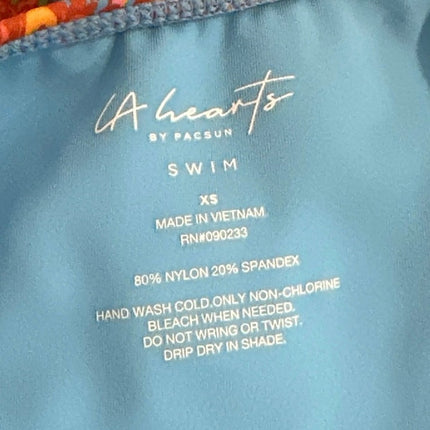 LA hearts
BY PACSUN
SWIM
XS
MADE IN VIETNAM
RN#090233
80% NYLON 20% SPANDEX
HAND WASH COLD.ONLY NON-CHLORINE
BLEACH WHEN NEEDED.
DO NOT WRING OR TWIST.
DRIP DRY IN SHADE.